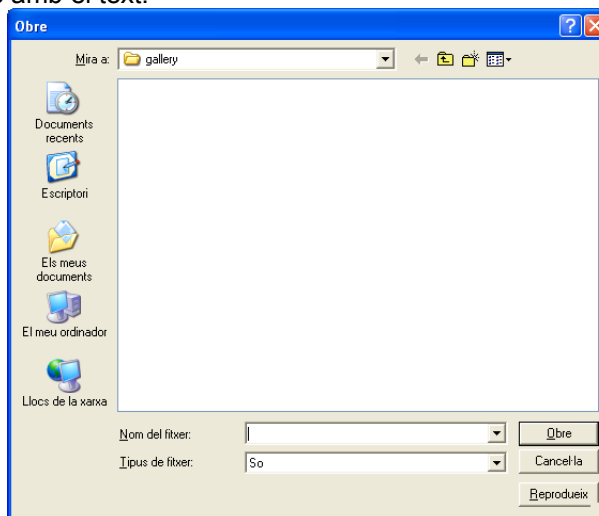 amb el text.
Obre
Mira a: gallery
Documents
recents
Escriptori
Els meus
documents
El meu ordinador
Llocs de la xarxa
Nom del fitxer:
Obre
Tipus de fitxer: So
Cancel·la
Reprodueix